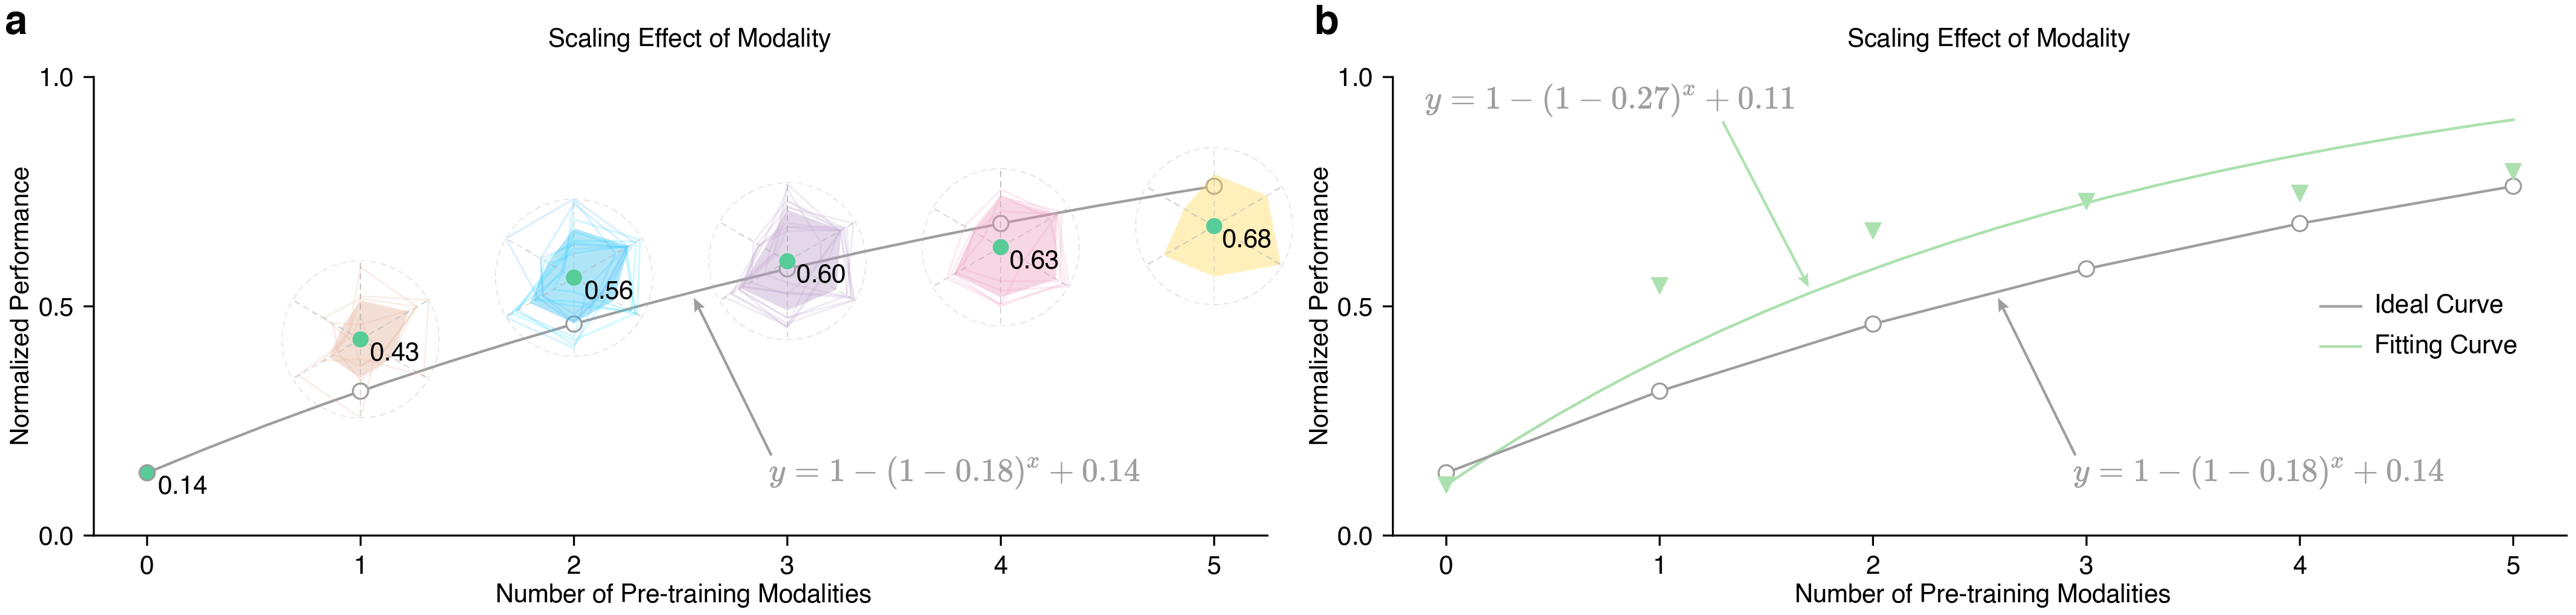 a
Scaling Effect of Modality
Normalized Performance
1.0
0.5
0.0
0.14
0.43
0.56
0.60
0.63
0.68
y = 1 − (1 − 0.18)^x + 0.14
0 1 2 3 4 5
Number of Pre-training Modalities
b
Scaling Effect of Modality
Normalized Performance
1.0
0.5
0.0
y = 1 − (1 − 0.27)^x + 0.11
Ideal Curve
Fitting Curve
y = 1 − (1 − 0.18)^x + 0.14
0 1 2 3 4 5
Number of Pre-training Modalities